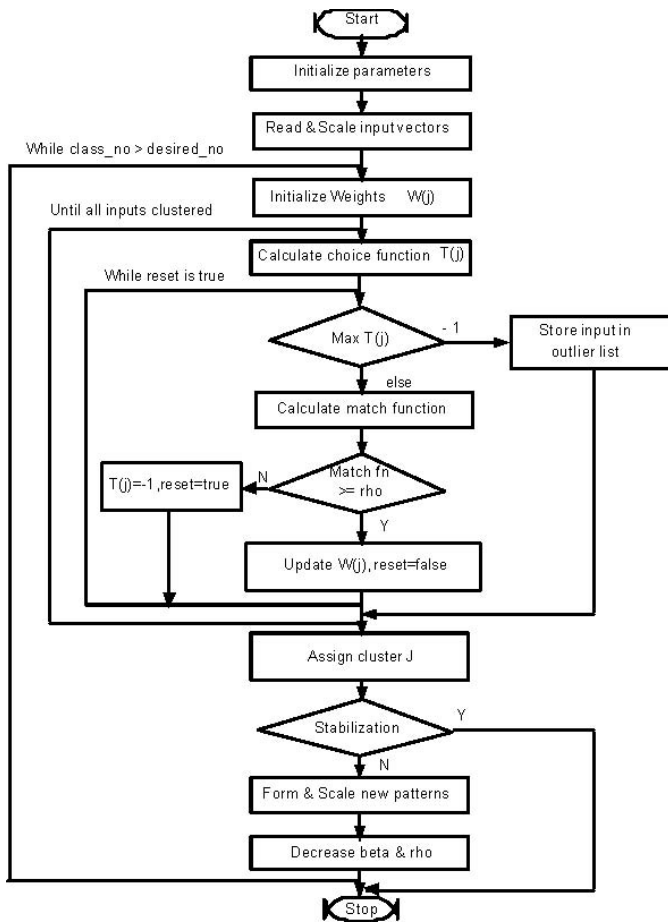 Start
Initialize parameters
Read & Scale input vectors
While class_no > desired_no
Initialize Weights W(j)
Until all inputs clustered
Calculate choice function T(j)
While reset is true
Max T(j)
- 1
Store input in
outlier list
else
Calculate match function
Match fn
>= rho
N
T(j)=-1,reset=true
Y
Update W(j),reset=false
Assign cluster J
Stabilization
Y
N
Form & Scale new patterns
Decrease beta & rho
Stop